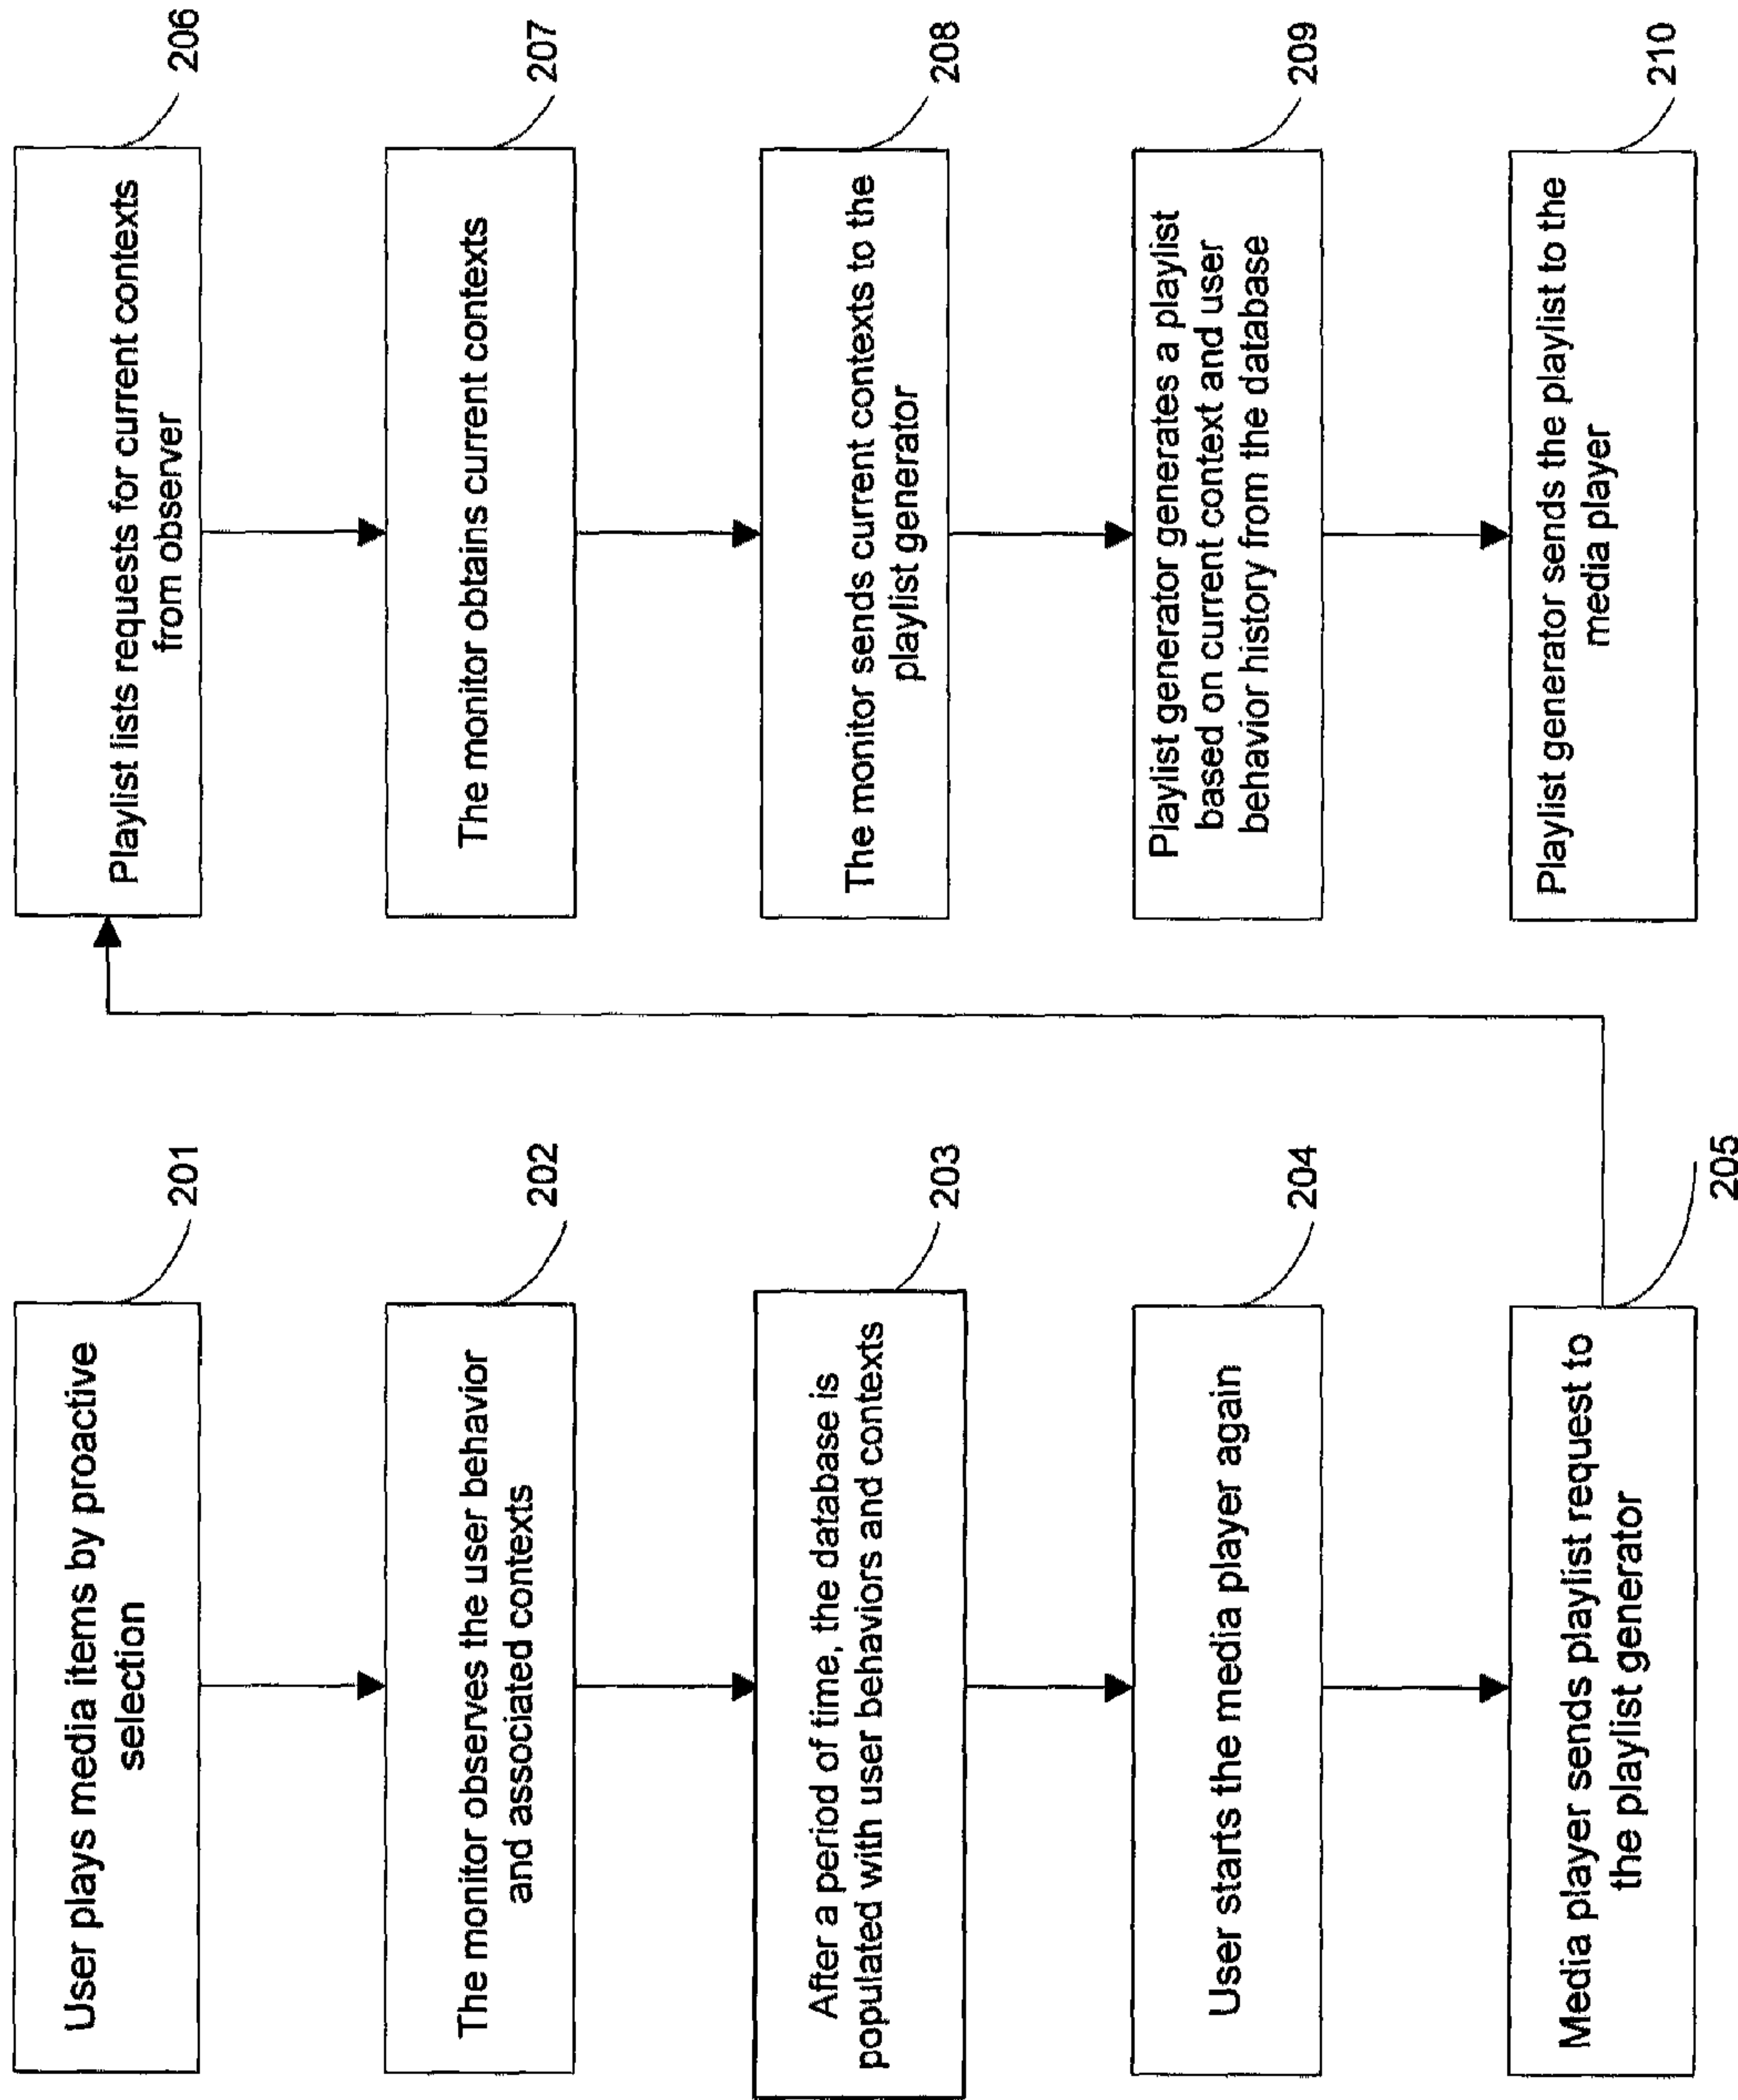 User plays media items by proactive
selection
201
The monitor observes the user behavior
and associated contexts
202
After a period of time, the database is
populated with user behaviors and contexts
203
User starts the media player again
204
Media player sends playlist request to
the playlist generator
205
Playlist lists requests for current contexts
from observer
206
The monitor obtains current contexts
207
The monitor sends current contexts to the
playlist generator
208
Playlist generator generates a playlist
based on current context and user
behavior history from the database
209
Playlist generator sends the playlist to the
media player
210